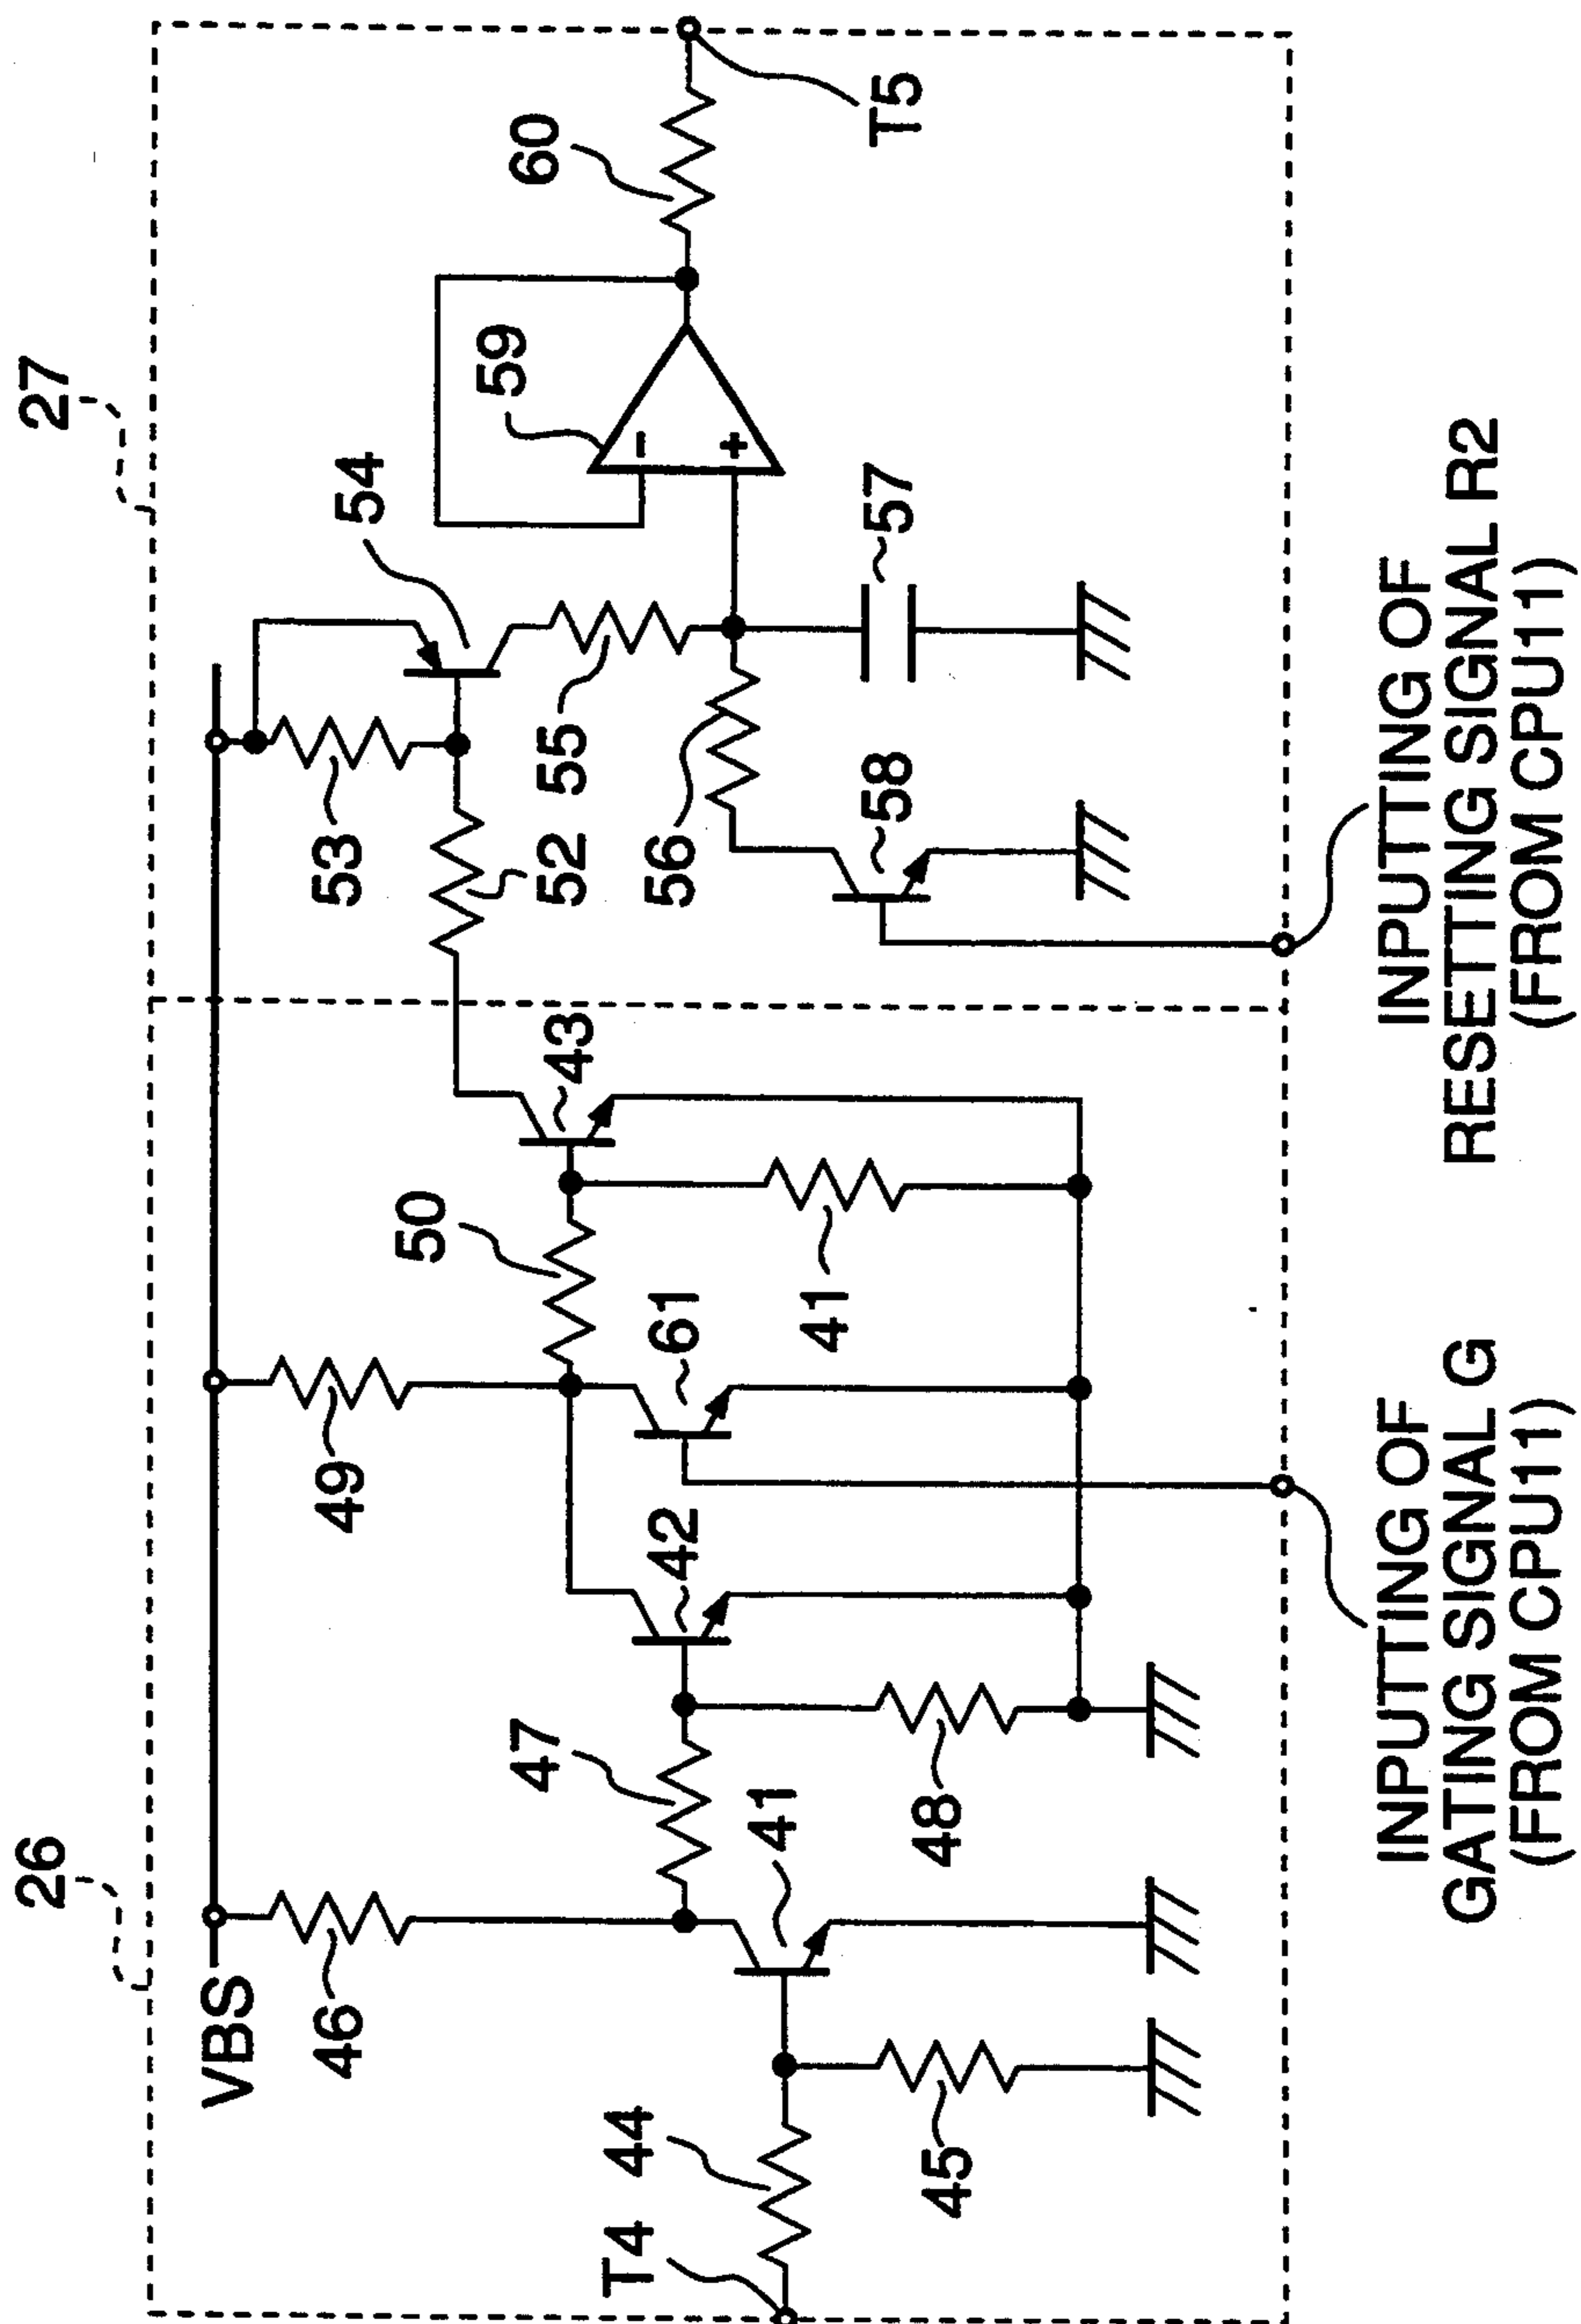 26
27
VBS
46
49
53
54
59
60
T5
T4
44
45
47
41
48
42
61
50
43
41
52
55
56
58
57
INPUTTING OF
GATING SIGNAL G
(FROM CPU11)
INPUTTING OF
RESETTING SIGNAL R2
(FROM CPU11)